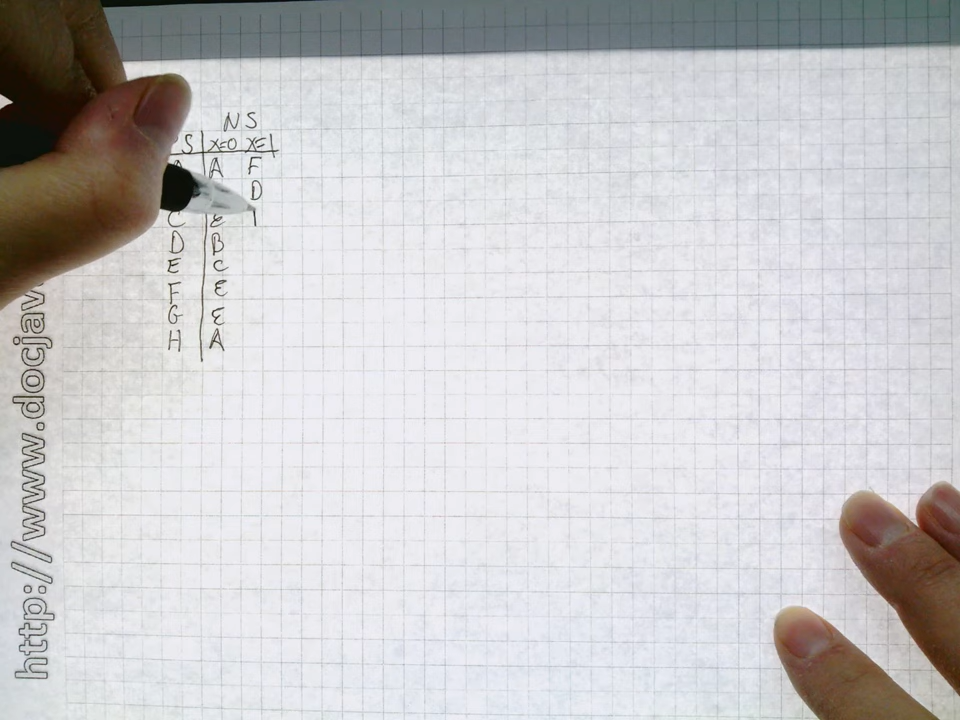 NS
S x=0 x=1
A A F
D
C E
D B
E C
F E
G E
H A
http://www.docjav